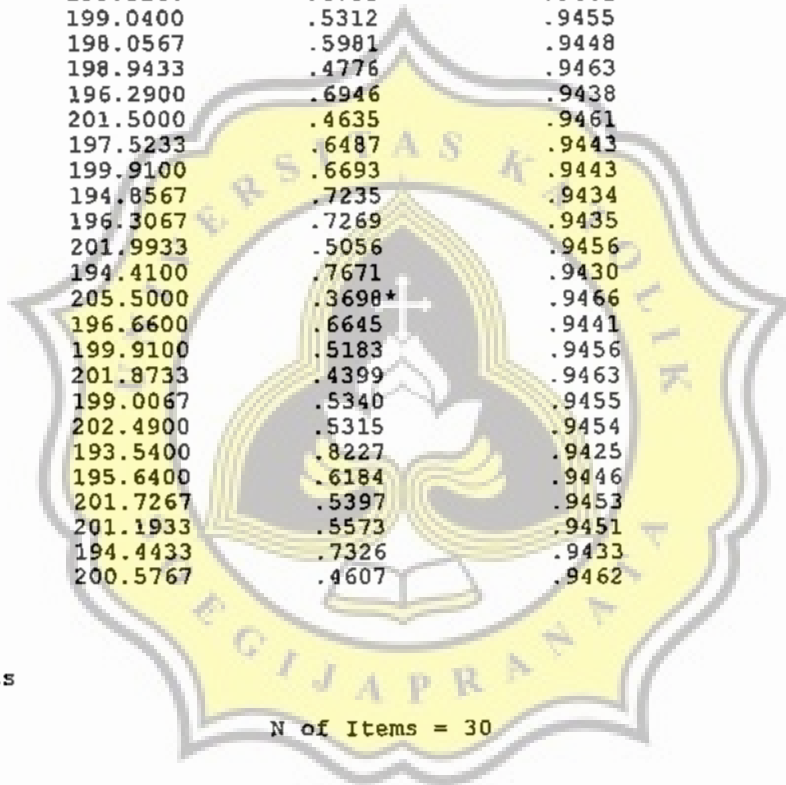 199.0400 .5312 .9455
198.0567 .5981 .9448
198.9433 .4776 .9463
196.2900 .6946 .9438
201.5000 .4635 .9461
197.5233 .6487 .9443
199.9100 .6693 .9443
194.8567 .7235 .9434
196.3067 .7269 .9435
201.9933 .5056 .9456
194.4100 .7671 .9430
205.5000 .3698* .9466
196.6600 .6645 .9441
199.9100 .5183 .9456
201.8733 .4399 .9463
199.0067 .5340 .9455
202.4900 .5315 .9454
193.5400 .8227 .9425
195.6400 .6184 .9446
201.7267 .5397 .9453
201.1933 .5573 .9451
194.4433 .7326 .9433
200.5767 .4607 .9462
s
N of Items = 30
UNIVERSITAS KATOLIK
SOEGIJAPRANATA